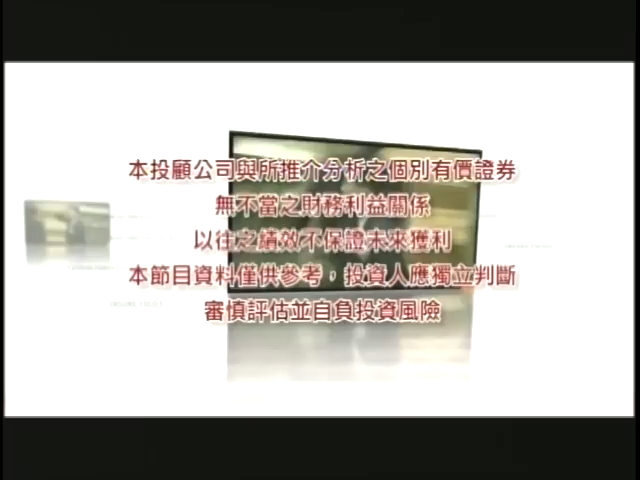 本投顧公司與所推介分析之個別有價證券
無不當之財務利益關係
以往之績效不保證未來獲利
本節目資料僅供參考，投資人應獨立判斷
審慎評估並自負投資風險